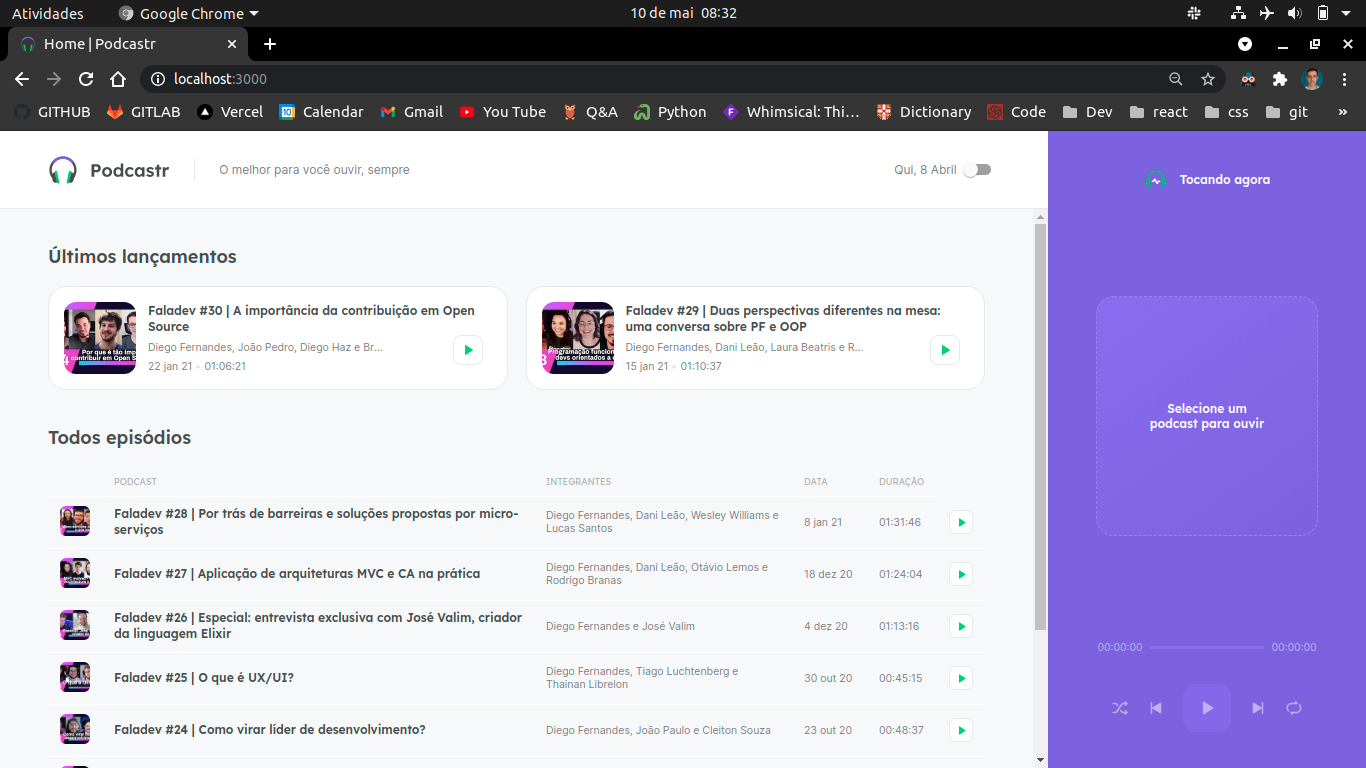 Atividades
Google Chrome
10 de mai 08:32
Home | Podcastr
localhost:3000
GITHUB
GITLAB
Vercel
Calendar
Gmail
You Tube
Q&A
Python
Whimsical: Thi…
Dictionary
Code
Dev
react
css
git
»
Podcastr
O melhor para você ouvir, sempre
Qui, 8 Abril
Tocando agora
Últimos lançamentos
Faladev #30 | A importância da contribuição em Open
Source
Diego Fernandes, João Pedro, Diego Haz e Br...
22 jan 21 • 01:06:21
Faladev #29 | Duas perspectivas diferentes na mesa:
uma conversa sobre PF e OOP
Diego Fernandes, Dani Leão, Laura Beatris e R...
15 jan 21 • 01:10:37
Selecione um
podcast para ouvir
Todos episódios
PODCAST
INTEGRANTES
DATA
DURAÇÃO
Faladev #28 | Por trás de barreiras e soluções propostas por micro-
serviços
Diego Fernandes, Dani Leão, Wesley Williams e
Lucas Santos
8 jan 21
01:31:46
Faladev #27 | Aplicação de arquiteturas MVC e CA na prática
Diego Fernandes, Dani Leão, Otávio Lemos e
Rodrigo Branas
18 dez 20
01:24:04
Faladev #26 | Especial: entrevista exclusiva com José Valim, criador
da linguagem Elixir
Diego Fernandes e José Valim
4 dez 20
01:13:16
Faladev #25 | O que é UX/UI?
Diego Fernandes, Tiago Luchtenberg e
Thainan Librelon
30 out 20
00:45:15
Faladev #24 | Como virar líder de desenvolvimento?
Diego Fernandes, João Paulo e Cleiton Souza
23 out 20
00:48:37
00:00:00
00:00:00